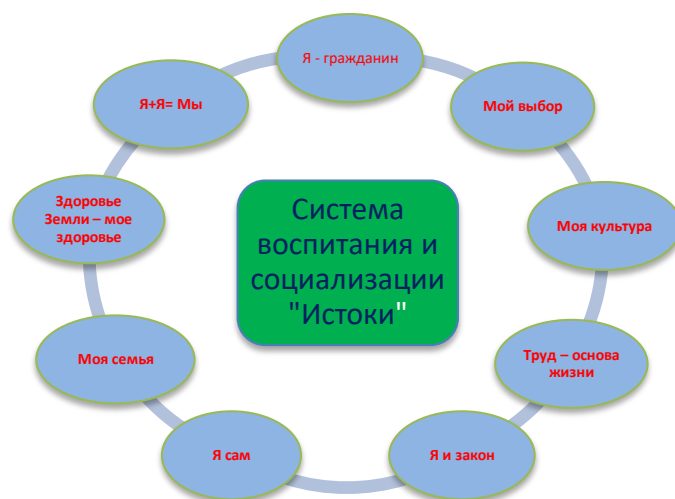 Я - гражданин
Мой выбор
Моя культура
Труд – основа
жизни
Я и закон
Я сам
Моя семья
Здоровье
Земли – мое
здоровье
Я+Я= Мы
Система
воспитания и
социализации
"Истоки"